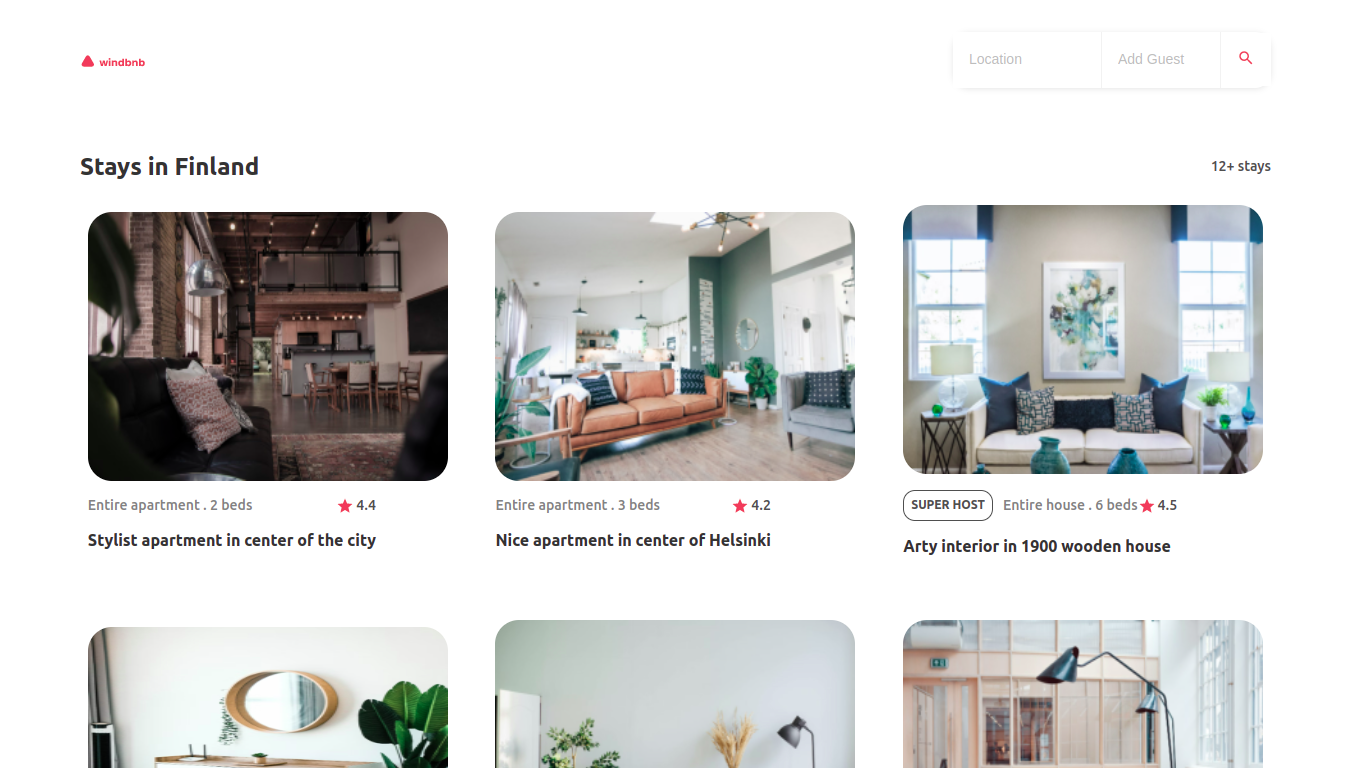 windbnb
Location
Add Guest
Stays in Finland
12+ stays
Entire apartment . 2 beds
4.4
Stylist apartment in center of the city
Entire apartment . 3 beds
4.2
Nice apartment in center of Helsinki
SUPER HOST
Entire house . 6 beds
4.5
Arty interior in 1900 wooden house